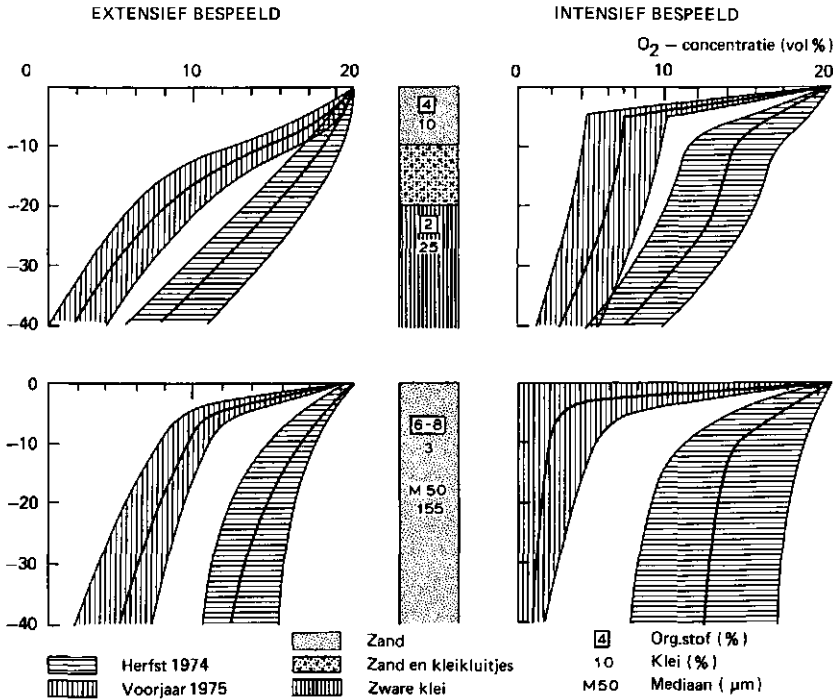 EXTENSIEF BESPEELD
INTENSIEF BESPEELD
O2 – concentratie (vol %)
0 10 20
0 10 20
4
10
2
25
-10
-20
-30
-40
0
-10
-20
-30
-40
6-8
3
M 50
155
Herfst 1974
Voorjaar 1975
Zand
Zand en kleikluitjes
Zware klei
4 Org.stof (%)
10 Klei (%)
M50 Mediaan (µm)